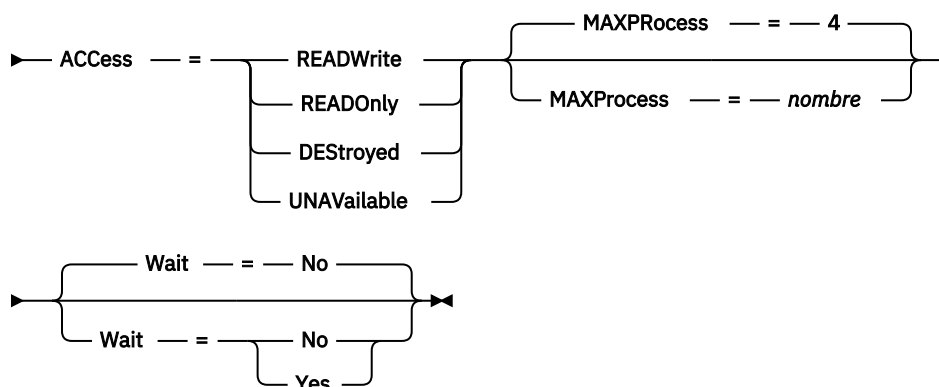 MAXPRocess = 4
ACCess = READWrite
READOnly
DEStroyed
UNAVailable
MAXProcess = nombre
Wait = No
Wait = No
Yes